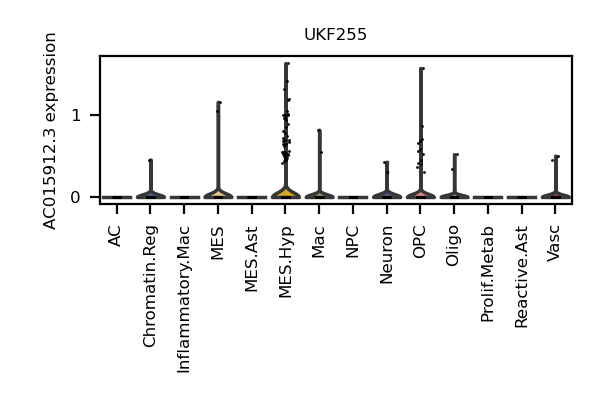 UKF255
AC015912.3 expression
1
0
AC
Chromatin.Reg
Inflammatory.Mac
MES
MES.Ast
MES.Hyp
Mac
NPC
Neuron
OPC
Oligo
Prolif.Metab
Reactive.Ast
Vasc